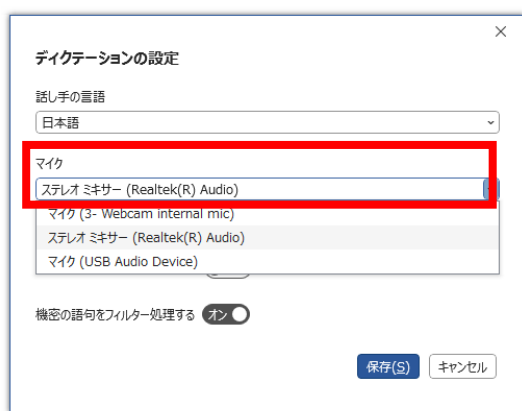 ディクテーションの設定
話し手の言語
日本語
マイク
ステレオ ミキサー (Realtek(R) Audio)
マイク (3- Webcam internal mic)
ステレオ ミキサー (Realtek(R) Audio)
マイク (USB Audio Device)
機密の語句をフィルター処理する オン
保存(S) キャンセル